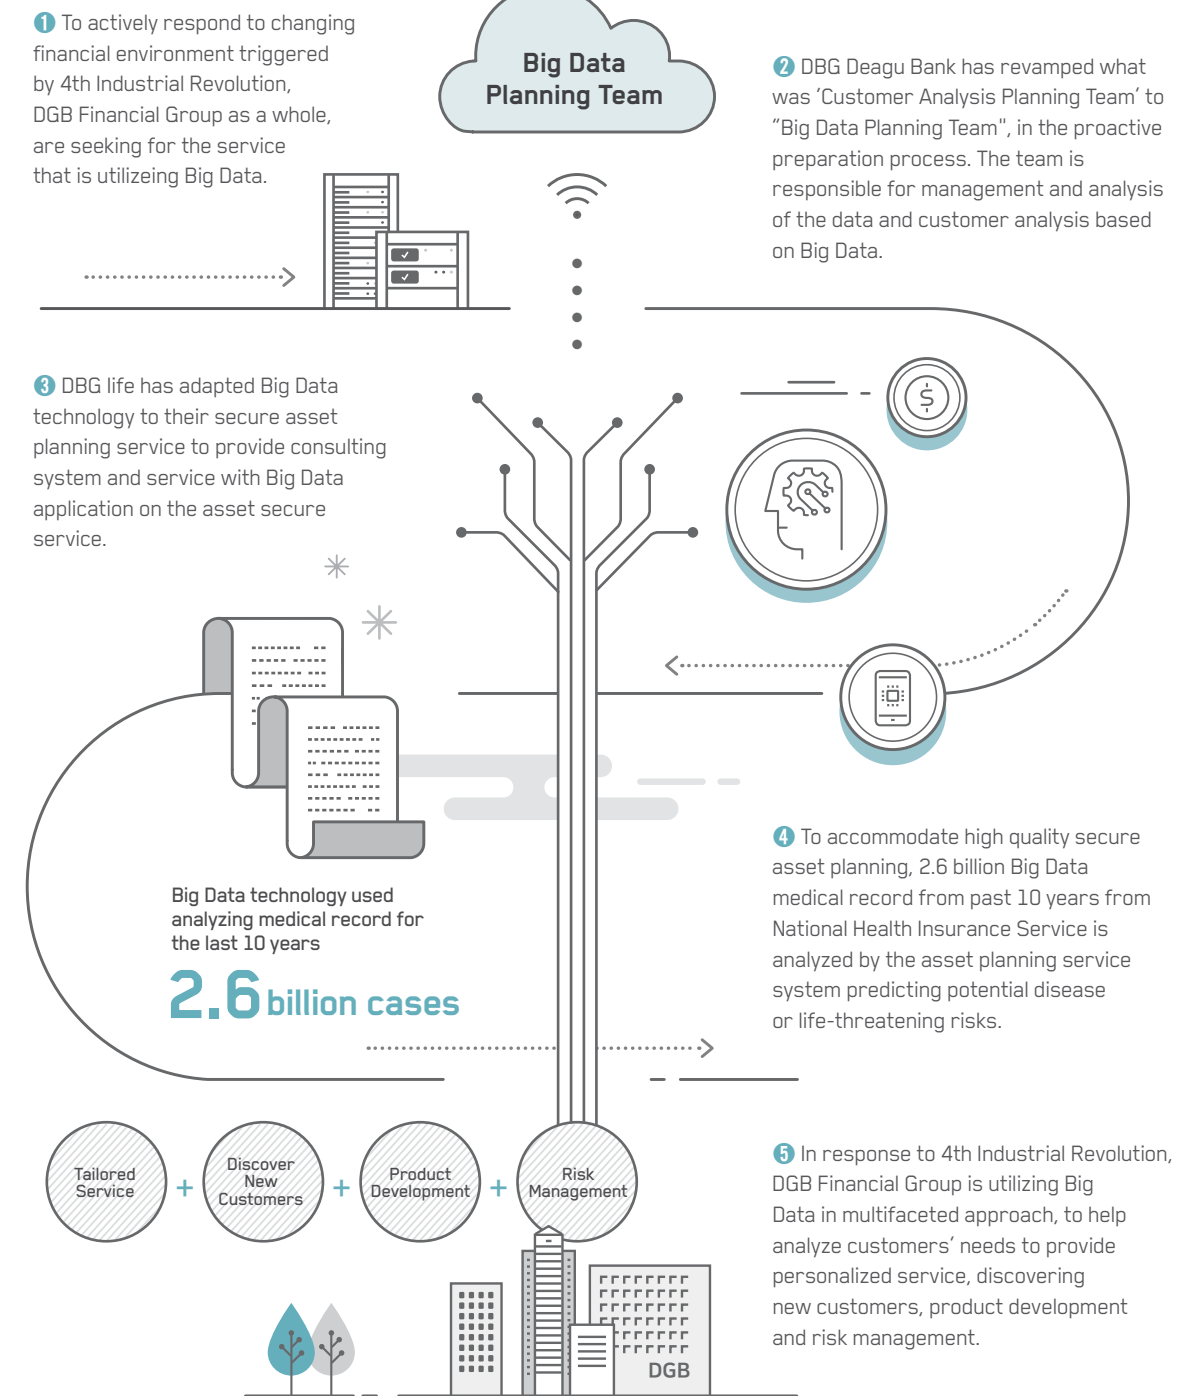 ❶ To actively respond to changing
financial environment triggered
by 4th Industrial Revolution,
DGB Financial Group as a whole,
are seeking for the service
that is utilizeing Big Data.
Big Data
Planning Team
❷ DBG Deagu Bank has revamped what
was ‘Customer Analysis Planning Team’ to
“Big Data Planning Team", in the proactive
preparation process. The team is
responsible for management and analysis
of the data and customer analysis based
on Big Data.
❸ DBG life has adapted Big Data
technology to their secure asset
planning service to provide consulting
system and service with Big Data
application on the asset secure
service.
$
Big Data technology used
analyzing medical record for
the last 10 years
2.6 billion cases
❹ To accommodate high quality secure
asset planning, 2.6 billion Big Data
medical record from past 10 years from
National Health Insurance Service is
analyzed by the asset planning service
system predicting potential disease
or life-threatening risks.
Tailored
Service
+
Discover
New
Customers
+
Product
Development
+
Risk
Management
❺ In response to 4th Industrial Revolution,
DGB Financial Group is utilizing Big
Data in multifaceted approach, to help
analyze customers’ needs to provide
personalized service, discovering
new customers, product development
and risk management.
DGB